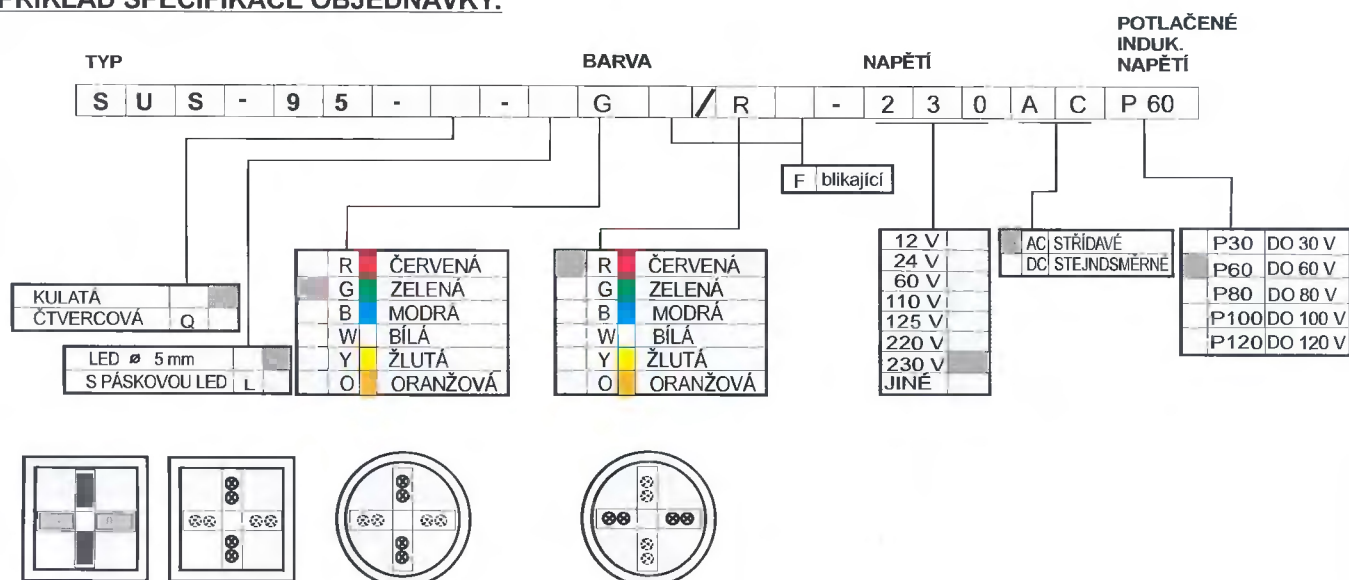 PŘÍKLAD SPECIFIKACE OBJEDNÁVKY:
POTLAČENÉ
INDUK.
NAPĚTÍ
TYP BARVA NAPĚTÍ
S U S - 9 5 - - G / R - 2 3 0 A C P 60
F blikající
KULATÁ
ČTVERCOVÁ Q
LED ø 5 mm
S PÁSKOVOU LED L
R ČERVENÁ
G ZELENÁ
B MODRÁ
W BÍLÁ
Y ŽLUTÁ
O ORANŽOVÁ
R ČERVENÁ
G ZELENÁ
B MODRÁ
W BÍLÁ
Y ŽLUTÁ
O ORANŽOVÁ
12 V
24 V
60 V
110 V
125 V
220 V
230 V
JINÉ
AC STŘÍDAVÉ
DC STEJNDSMĚRNÉ
P30 DO 30 V
P60 DO 60 V
P80 DO 80 V
P100 DO 100 V
P120 DO 120 V